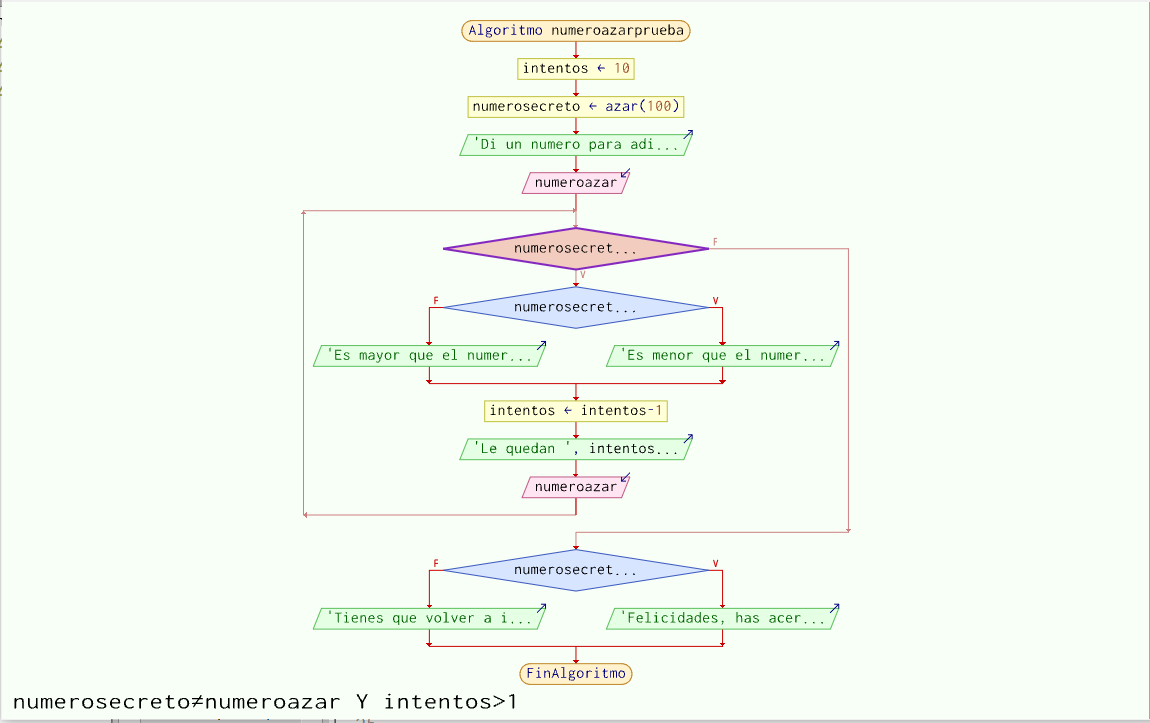 Algoritmo numeroazarprueba
intentos ← 10
numerosecreto ← azar(100)
'Di un numero para adi...
numeroazar
numerosecret...
F
V
numerosecret...
F
V
'Es mayor que el numer...
'Es menor que el numer...
intentos ← intentos-1
'Le quedan ', intentos...
numeroazar
numerosecret...
F
V
'Tienes que volver a i...
'Felicidades, has acer...
FinAlgoritmo
numerosecreto≠numeroazar Y intentos>1